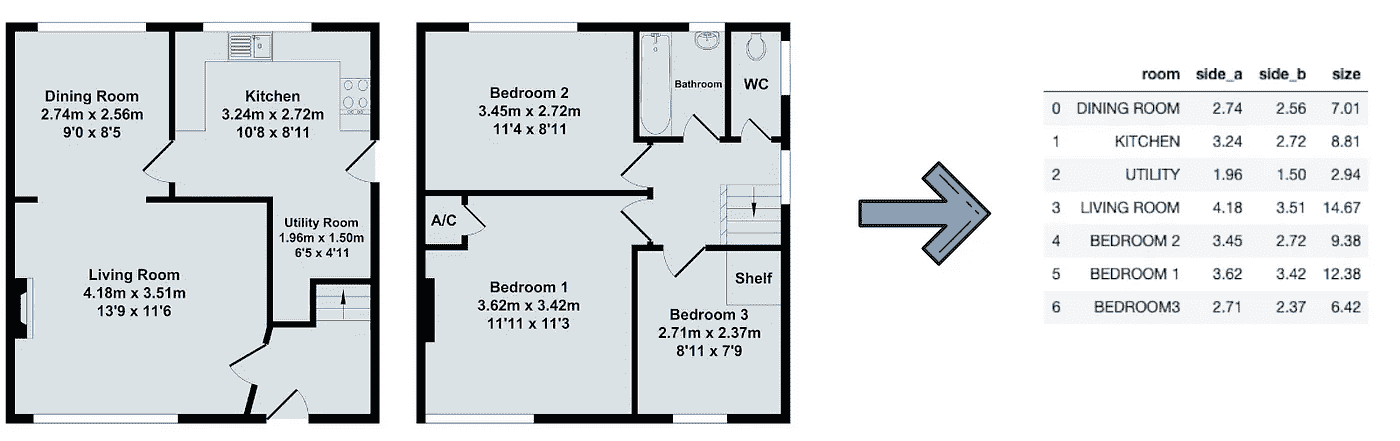 Dining Room
2.74m x 2.56m
9'0 x 8'5
Kitchen
3.24m x 2.72m
10'8 x 8'11
Utility Room
1.96m x 1.50m
6'5 x 4'11
Living Room
4.18m x 3.51m
13'9 x 11'6
Bedroom 2
3.45m x 2.72m
11'4 x 8'11
Bathroom
WC
A/C
Bedroom 1
3.62m x 3.42m
11'11 x 11'3
Shelf
Bedroom 3
2.71m x 2.37m
8'11 x 7'9
room side_a side_b size
0 DINING ROOM 2.74 2.56 7.01
1 KITCHEN 3.24 2.72 8.81
2 UTILITY 1.96 1.50 2.94
3 LIVING ROOM 4.18 3.51 14.67
4 BEDROOM 2 3.45 2.72 9.38
5 BEDROOM 1 3.62 3.42 12.38
6 BEDROOM3 2.71 2.37 6.42